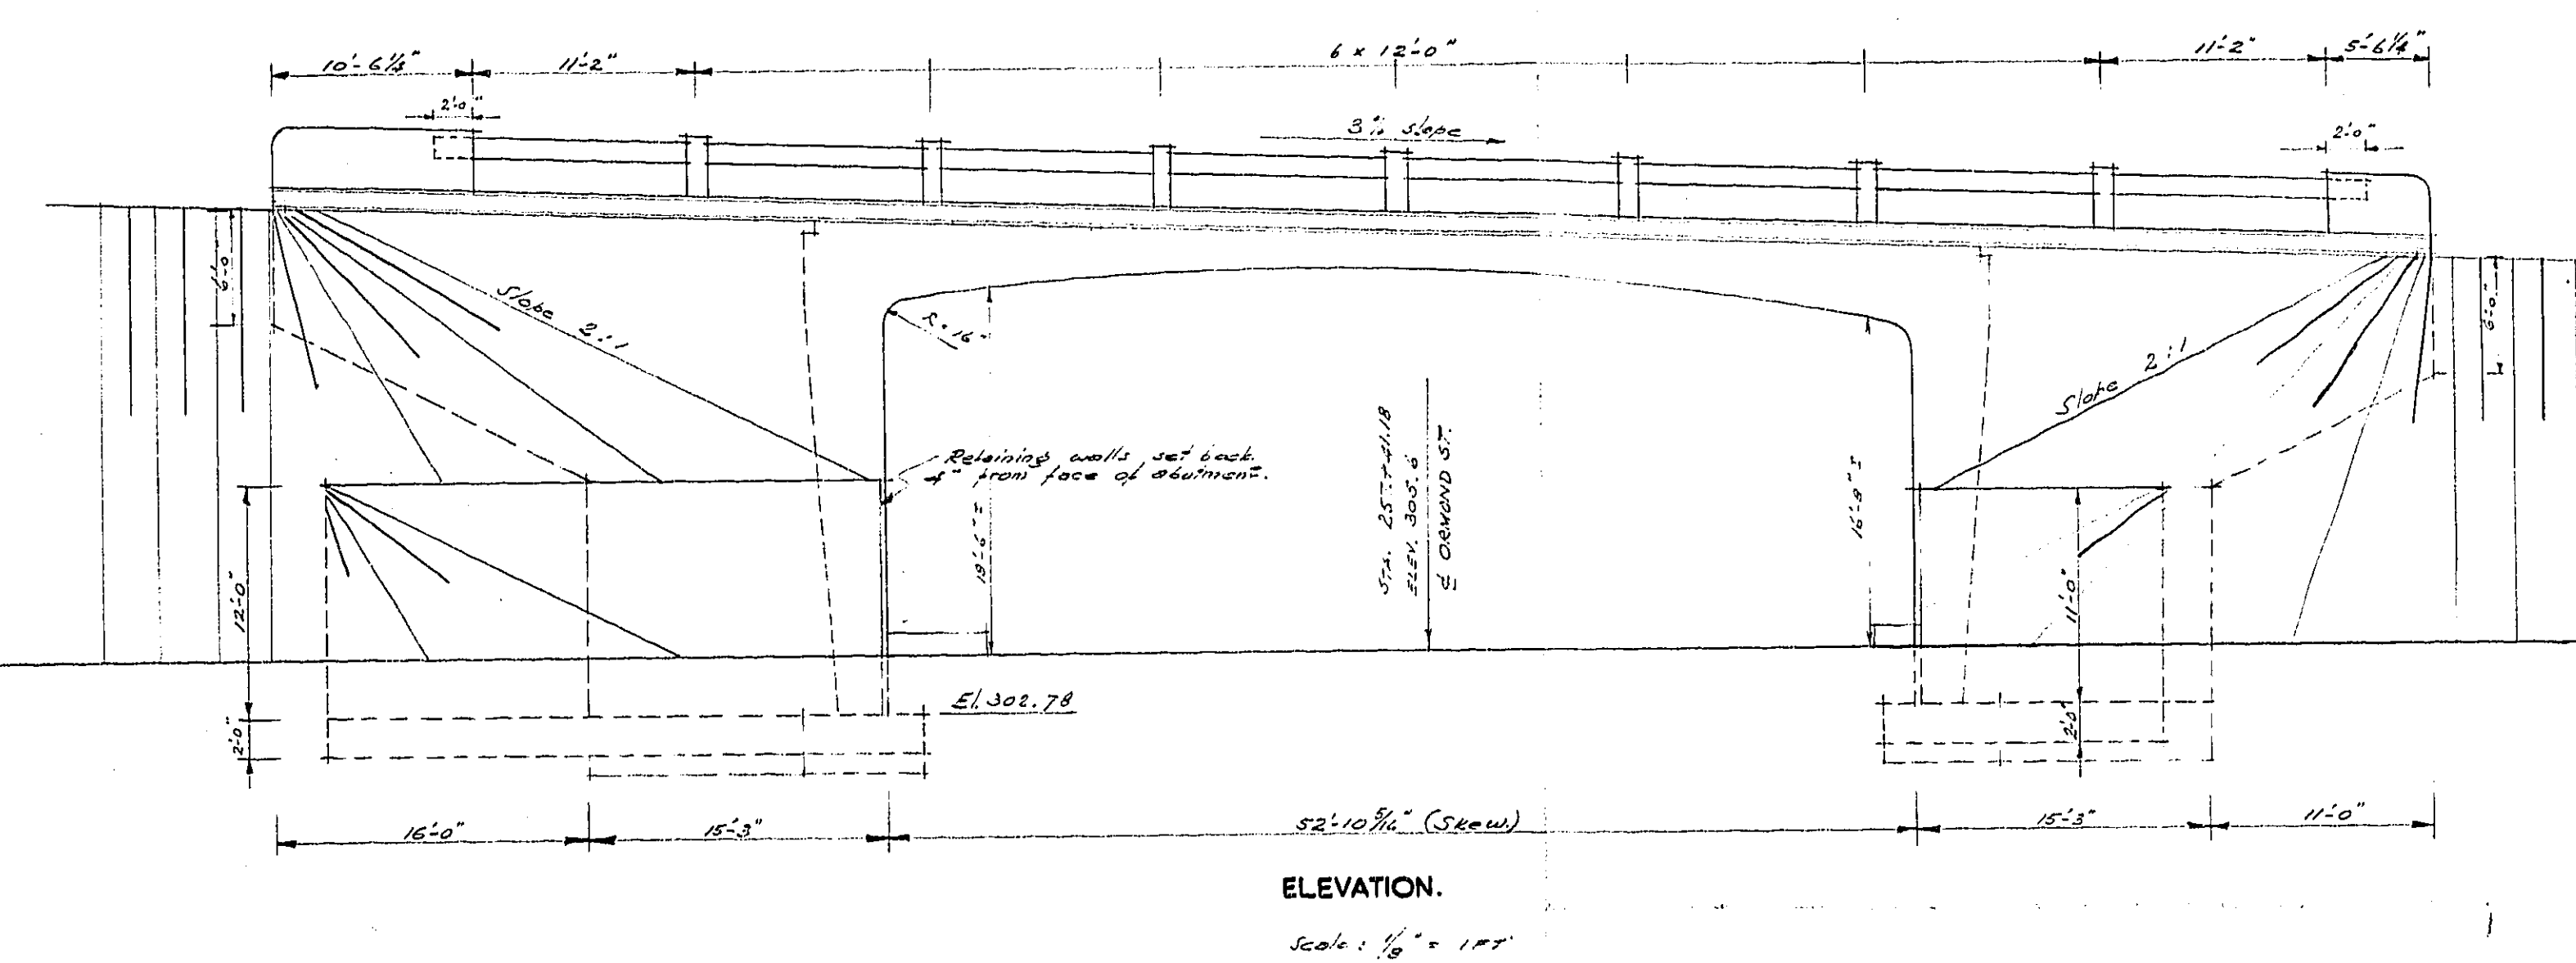 10'-6¼" 11'-2" 6 x 12'-0" 11'-2" 5'-6¼"
2'-0" 3% slope 2'-0"
6'-0" Slope 2:1 R=16" Slope 2:1 6'-0"
Retaining walls set back
4" from face of abutment.
18'-6"±
STA. 257+41.18
ELEV. 305.6
℄ ORMOND ST.
16'-8"±
12'-0" 11'-0"
2'-0" El. 302.78 2'-0"
16'-0" 15'-3" 52'-10 5/16" (Skew.) 15'-3" 11'-0"
ELEVATION.
Scale: 1/8" = 1FT